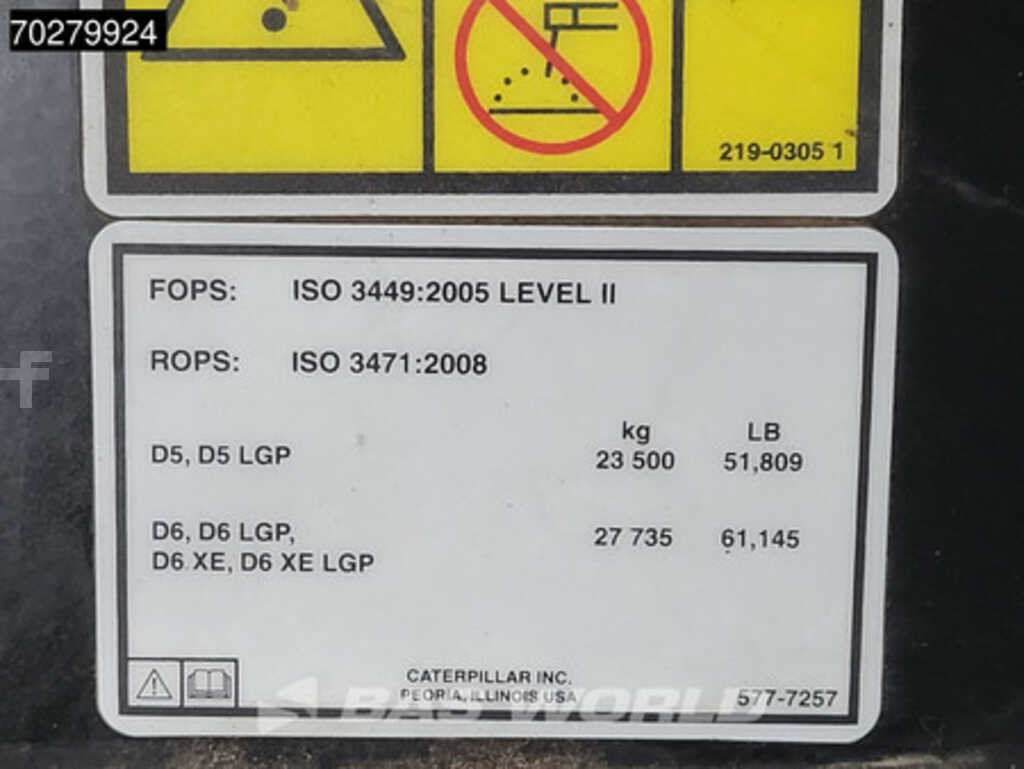 70279924
219-0305 1
FOPS: ISO 3449:2005 LEVEL II
ROPS: ISO 3471:2008
kg LB
D5, D5 LGP 23 500 51,809
D6, D6 LGP, 27 735 61,145
D6 XE, D6 XE LGP
CATERPILLAR INC.
PEORIA, ILLINOIS USA
577-7257
BAS WORLD